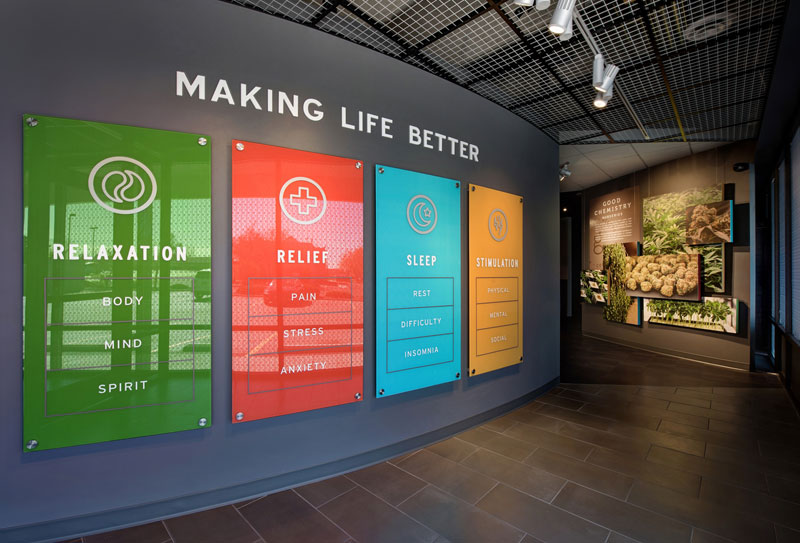 MAKING LIFE BETTER
RELAXATION
BODY
MIND
SPIRIT
RELIEF
PAIN
STRESS
ANXIETY
SLEEP
REST
DIFFICULTY
INSOMNIA
STIMULATION
PHYSICAL
MENTAL
SOCIAL
GOOD
CHEMISTRY
NURSERIES